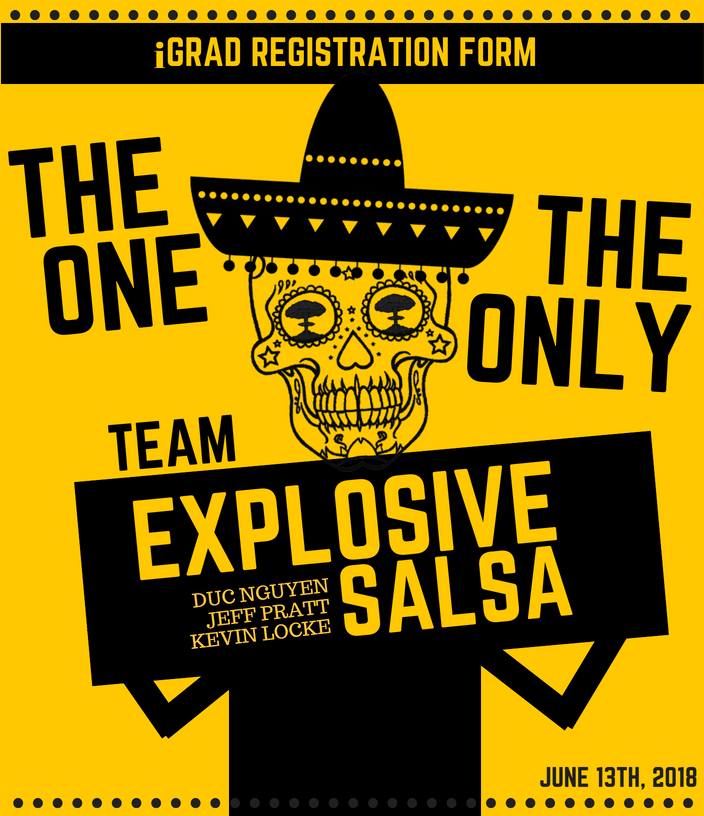 iGRAD REGISTRATION FORM
THE
ONE
THE
ONLY
TEAM
EXPLOSIVE
SALSA
DUC NGUYEN
JEFF PRATT
KEVIN LOCKE
JUNE 13TH, 2018